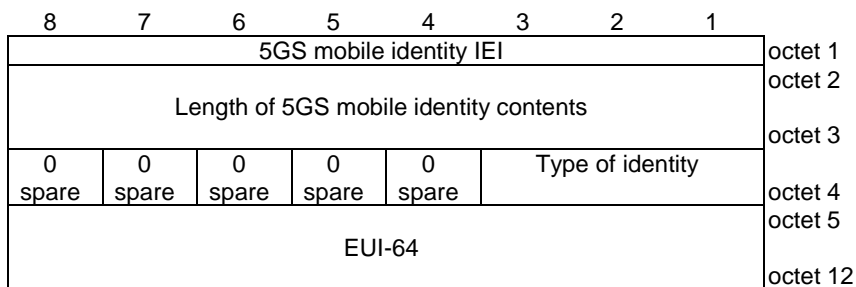 8 7 6 5 4 3 2 1
5GS mobile identity IEI octet 1
octet 2
Length of 5GS mobile identity contents
octet 3
0 0 0 0 0 Type of identity
spare spare spare spare spare octet 4
octet 5
EUI-64
octet 12